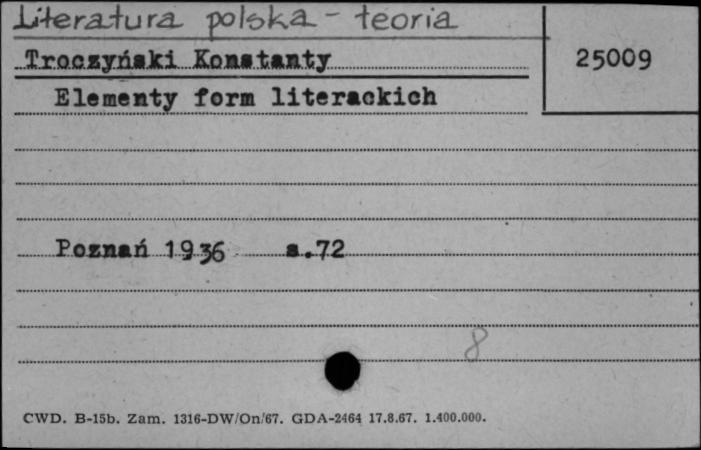 Literatura polska - teoria
Troczyński Konstanty
25009
Elementy form literackich
Poznań 1936 s.72
8
CWD. B-15b. Zam. 1316-DW/On/67. GDA-2464 17.8.67. 1.400.000.